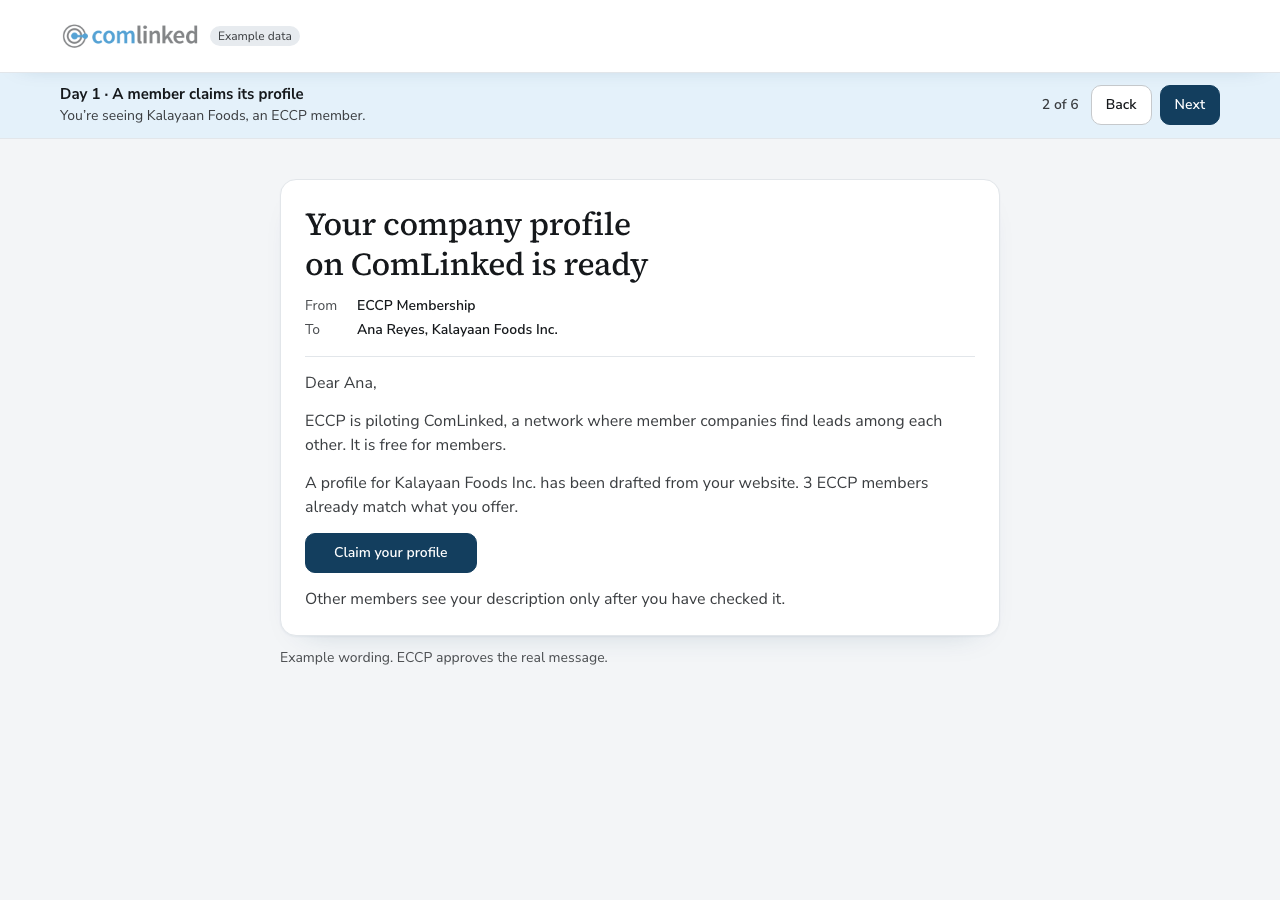 comlinked
Example data
Day 1 · A member claims its profile
You’re seeing Kalayaan Foods, an ECCP member.
2 of 6
Back
Next
Your company profile
on ComLinked is ready
From ECCP Membership
To Ana Reyes, Kalayaan Foods Inc.
Dear Ana,
ECCP is piloting ComLinked, a network where member companies find leads among each
other. It is free for members.
A profile for Kalayaan Foods Inc. has been drafted from your website. 3 ECCP members
already match what you offer.
Claim your profile
Other members see your description only after you have checked it.
Example wording. ECCP approves the real message.